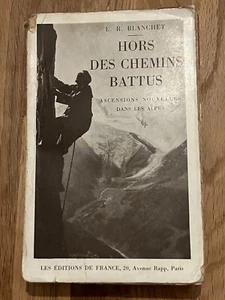 E. R. BLANCHET
HORS
DES CHEMINS
BATTUS
ASCENSIONS NOUVELLES
DANS LES ALPES
LES ÉDITIONS DE FRANCE, 20, Avenue Rapp, Paris